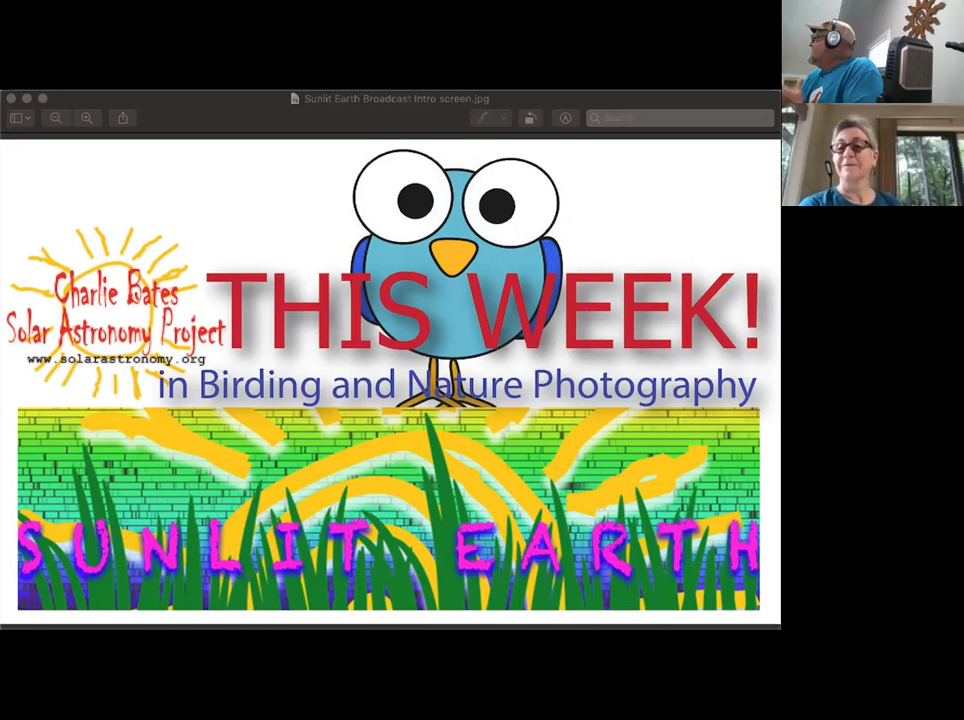 Sunlit Earth Broadcast Intro screen.jpg
Search
Charlie Bates
Solar Astronomy Project
www.solarastronomy.org
THIS WEEK!
in Birding and Nature Photography
SUNLIT EARTH